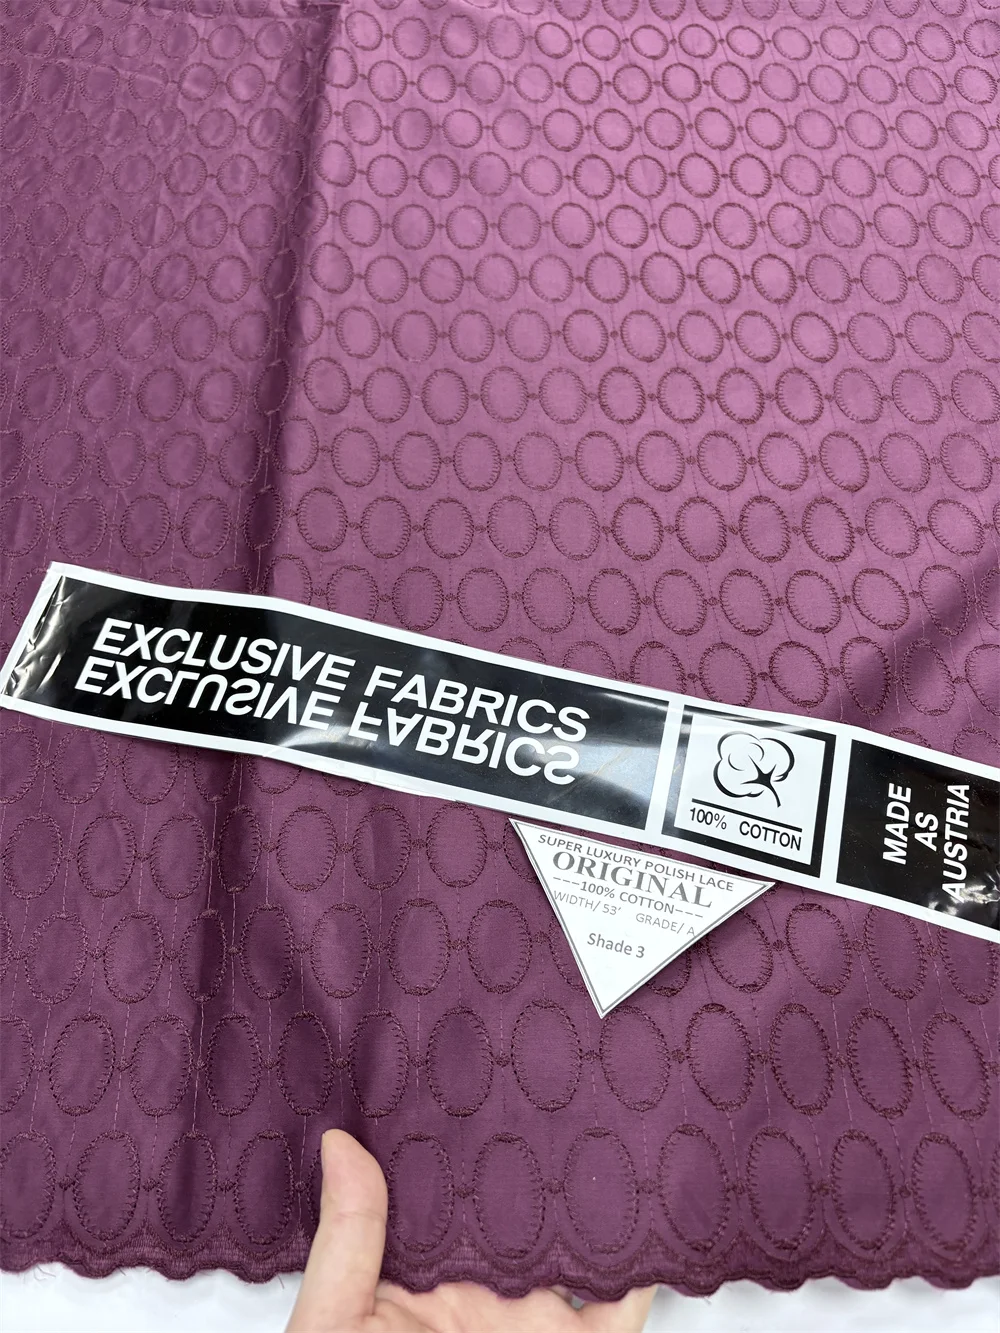 EXCLUSIVE FABRICS
EXCLUSIVE FABRICS
100% COTTON
MADE
AS
AUSTRIA
SUPER LUXURY POLISH LACE
ORIGINAL
---100% COTTON---
WIDTH/ 53' GRADE/ A
Shade 3